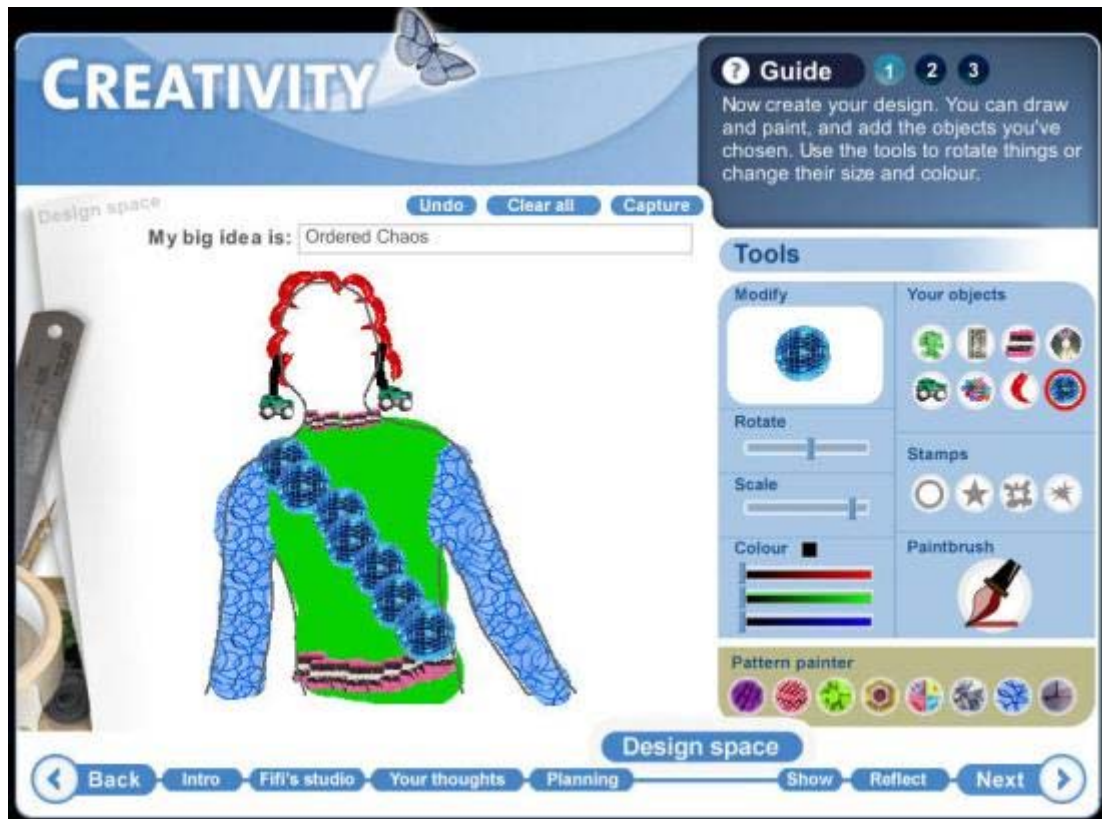 CREATIVITY
? Guide 1 2 3
Now create your design. You can draw
and paint, and add the objects you've
chosen. Use the tools to rotate things or
change their size and colour.
Design space
Undo Clear all Capture
My big idea is: Ordered Chaos
Tools
Modify
Your objects
Rotate
Scale
Stamps
Colour
Paintbrush
Pattern painter
Design space
Back Intro Fifi's studio Your thoughts Planning Show Reflect Next